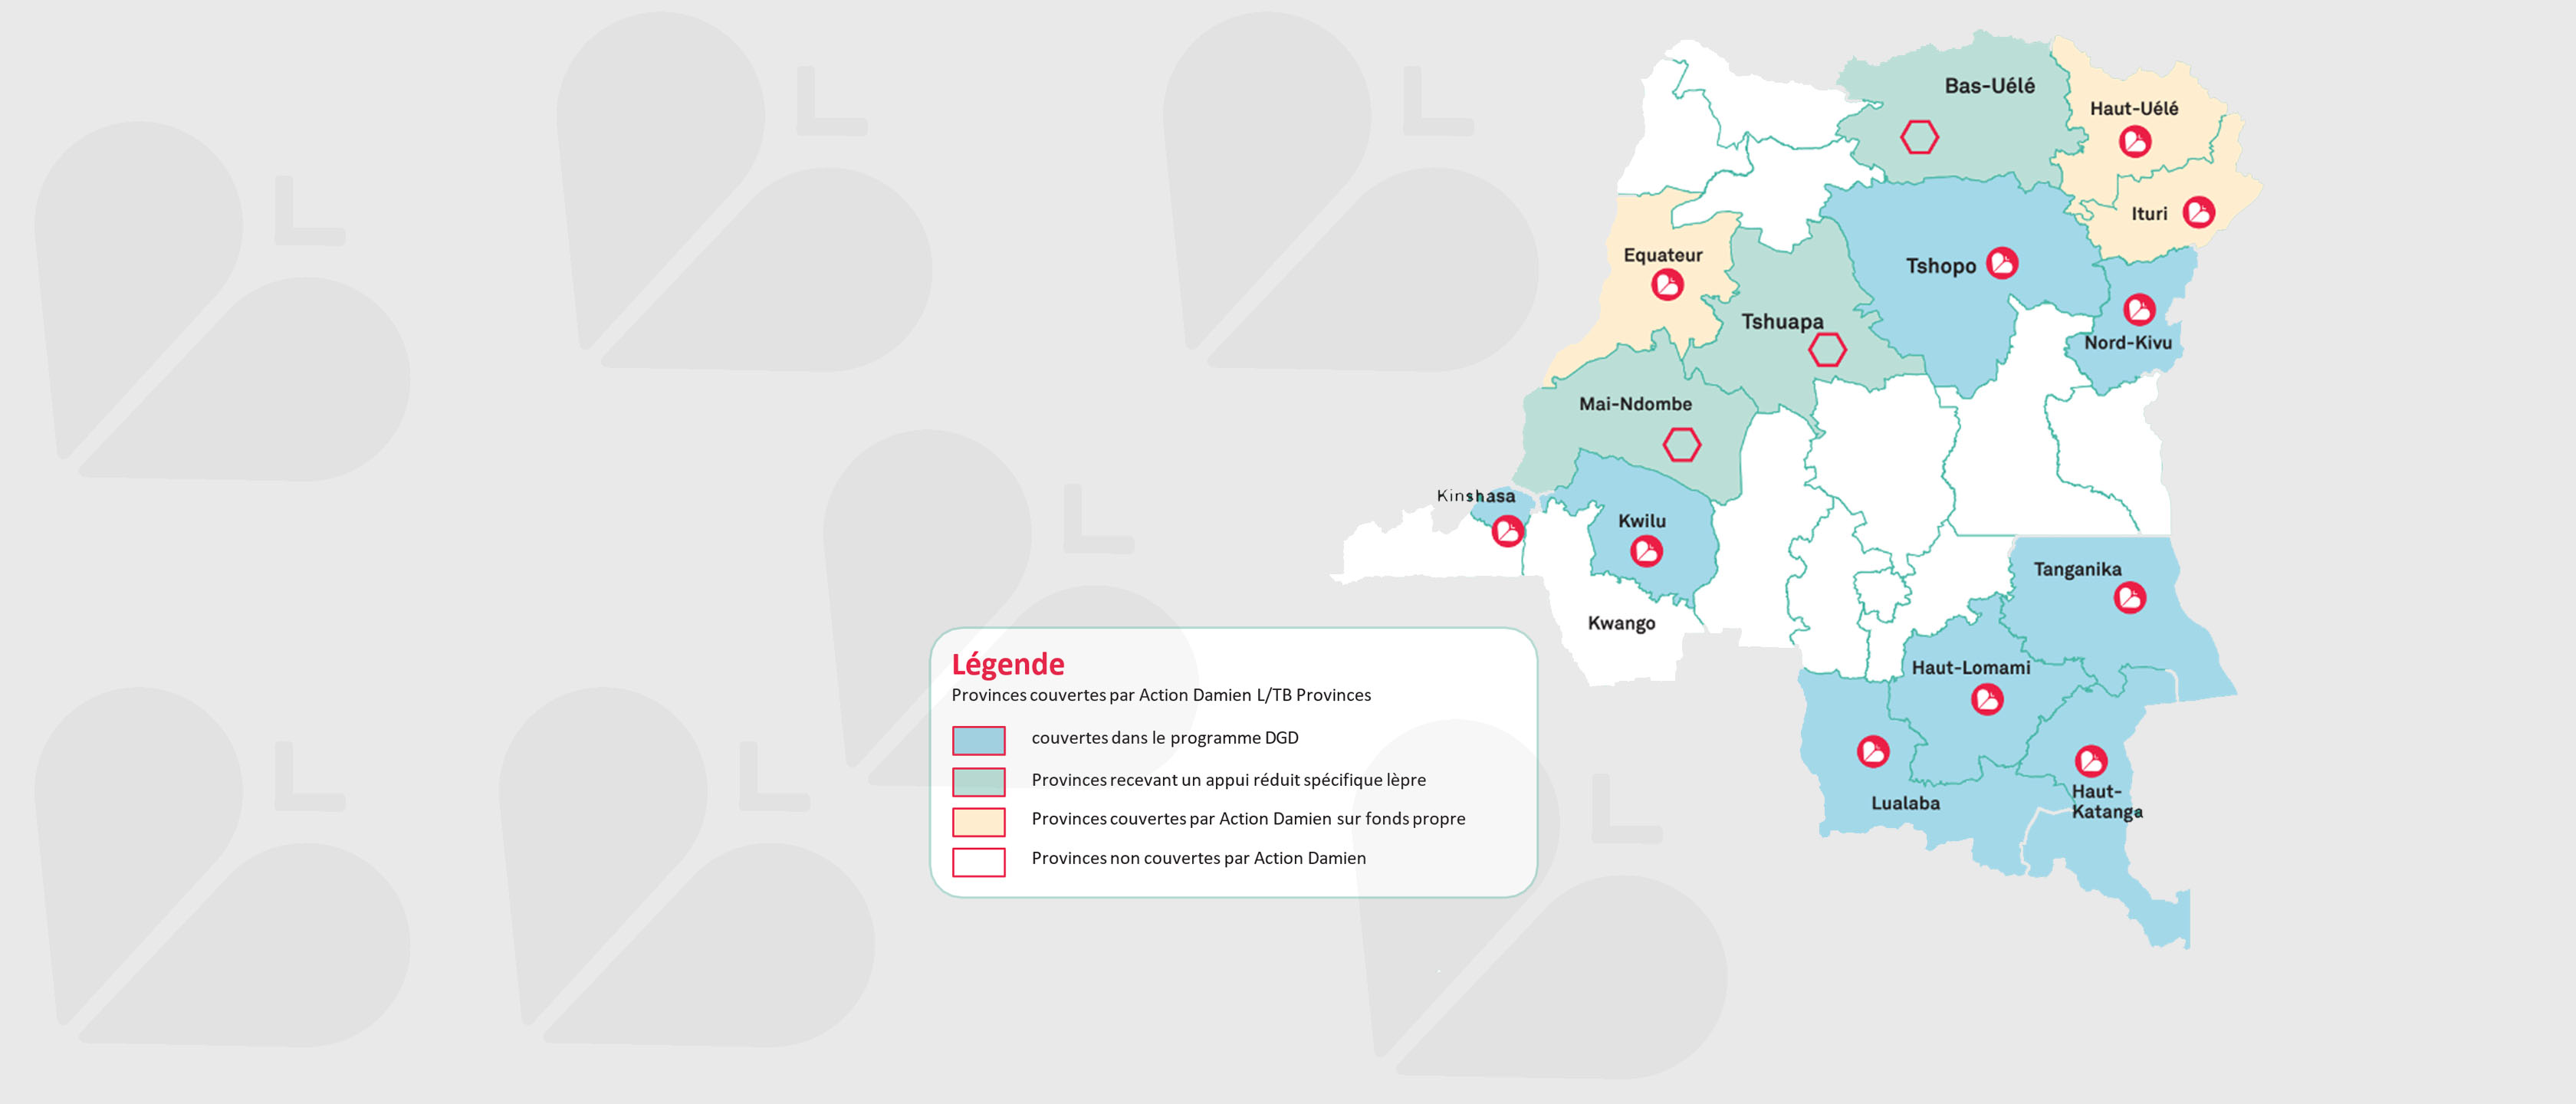 Bas-Uélé
Haut-Uélé
Ituri
Equateur
Tshopo
Tshuapa
Nord-Kivu
Mai-Ndombe
Kinshasa
Kwilu
Tanganika
Kwango
Haut-Lomami
Haut-
Katanga
Lualaba
Légende
Provinces couvertes par Action Damien L/TB Provinces
couvertes dans le programme DGD
Provinces recevant un appui réduit spécifique lèpre
Provinces couvertes par Action Damien sur fonds propre
Provinces non couvertes par Action Damien